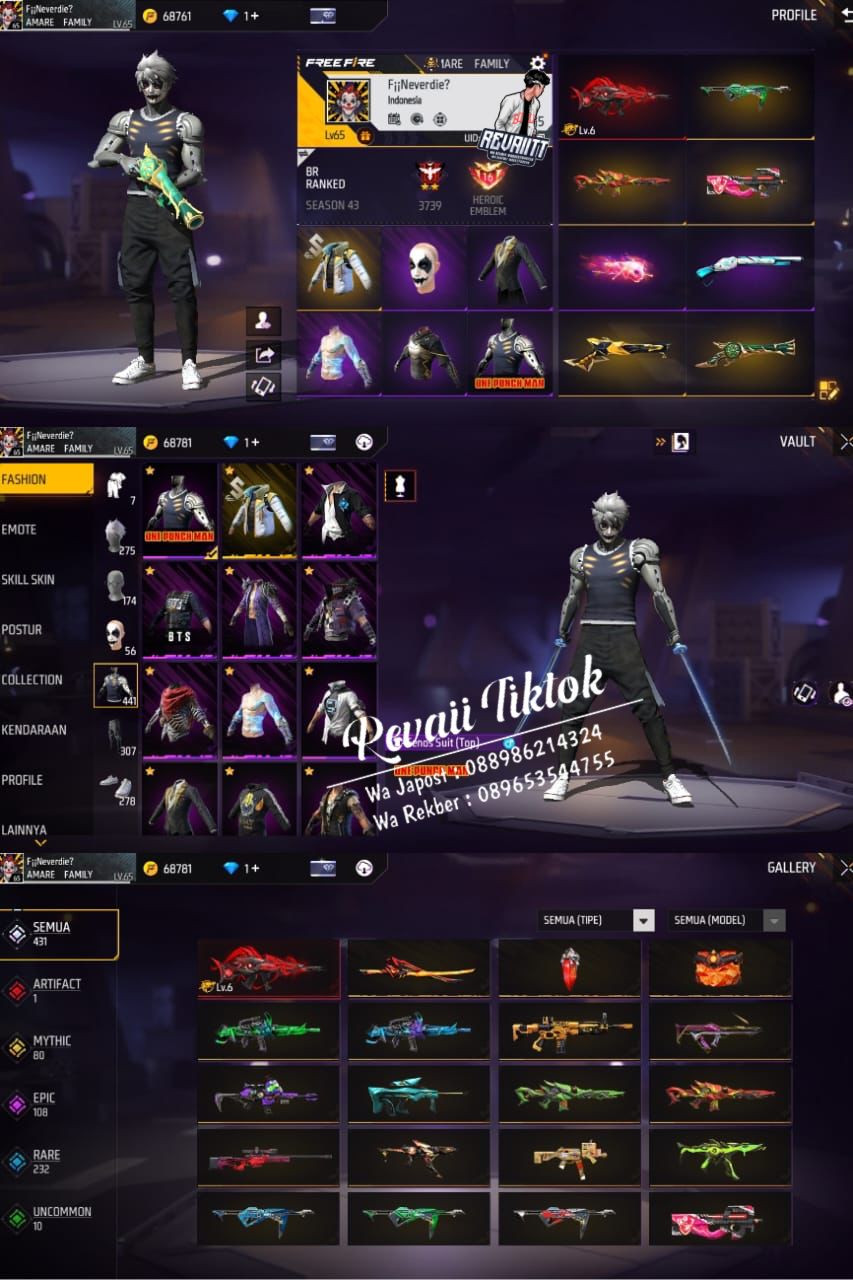 F¡¡Neverdie?
AMARE FAMILY LV.65
68761
1+
PROFILE
FREE FIRE
ARE FAMILY
F¡¡Neverdie?
Indonesia
Lv65
UID:
REVAIITT
BR
RANKED
SEASON 43
3739
HEROIC
EMBLEM
ONE PUNCH MAN
Lv.6
F¡¡Neverdie?
AMARE FAMILY LV.65
68781
1+
VAULT
FASHION
EMOTE
SKILL SKIN
POSTUR
COLLECTION
KENDARAAN
PROFILE
LAINNYA
7
275
174
56
441
307
278
ONE PUNCH MAN
BTS
Suit (Top)
ONE PUNCH MAN
Revaii Tiktok
Wa Japost : 088986214324
Wa Rekber : 089653544755
F¡¡Neverdie?
AMARE FAMILY LV.65
68781
1+
GALLERY
SEMUA
431
ARTIFACT
1
MYTHIC
80
EPIC
108
RARE
232
UNCOMMON
10
SEMUA (TIPE)
SEMUA (MODEL)
Lv.6